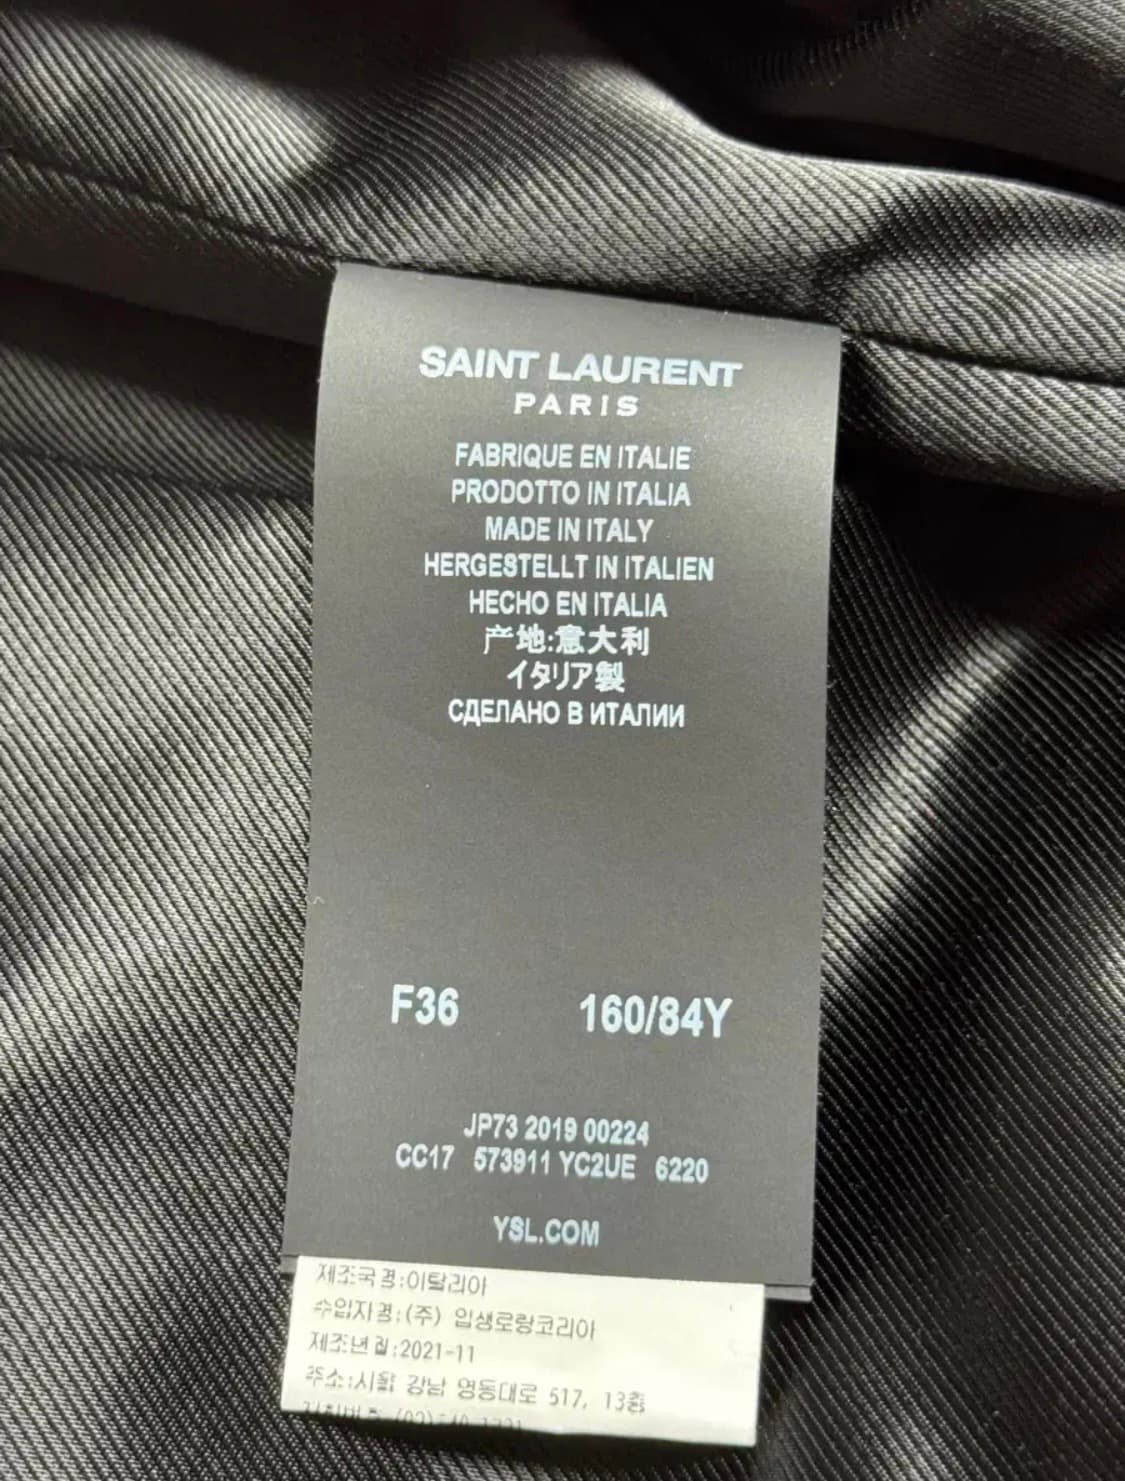 SAINT LAURENT
PARIS
FABRIQUE EN ITALIE
PRODOTTO IN ITALIA
MADE IN ITALY
HERGESTELLT IN ITALIEN
HECHO EN ITALIA
产地:意大利
イタリア製
СДЕЛАНО В ИТАЛИИ
F36 160/84Y
JP73 2019 00224
CC17 573911 YC2UE 6220
YSL.COM
제조국명:이탈리아
수입자명:(주) 입생로랑코리아
제조년월:2021-11
주소:서울 강남 영동대로 517, 13층